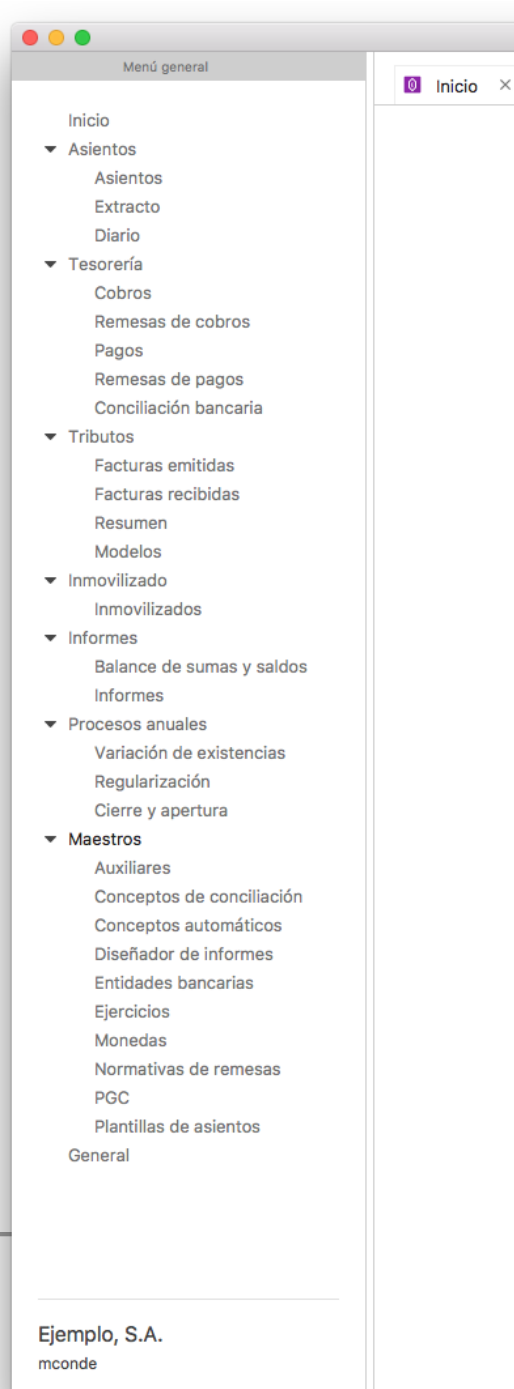 Menú general
Inicio
Inicio
Asientos
Asientos
Extracto
Diario
Tesorería
Cobros
Remesas de cobros
Pagos
Remesas de pagos
Conciliación bancaria
Tributos
Facturas emitidas
Facturas recibidas
Resumen
Modelos
Inmovilizado
Inmovilizados
Informes
Balance de sumas y saldos
Informes
Procesos anuales
Variación de existencias
Regularización
Cierre y apertura
Maestros
Auxiliares
Conceptos de conciliación
Conceptos automáticos
Diseñador de informes
Entidades bancarias
Ejercicios
Monedas
Normativas de remesas
PGC
Plantillas de asientos
General
Ejemplo, S.A.
mconde